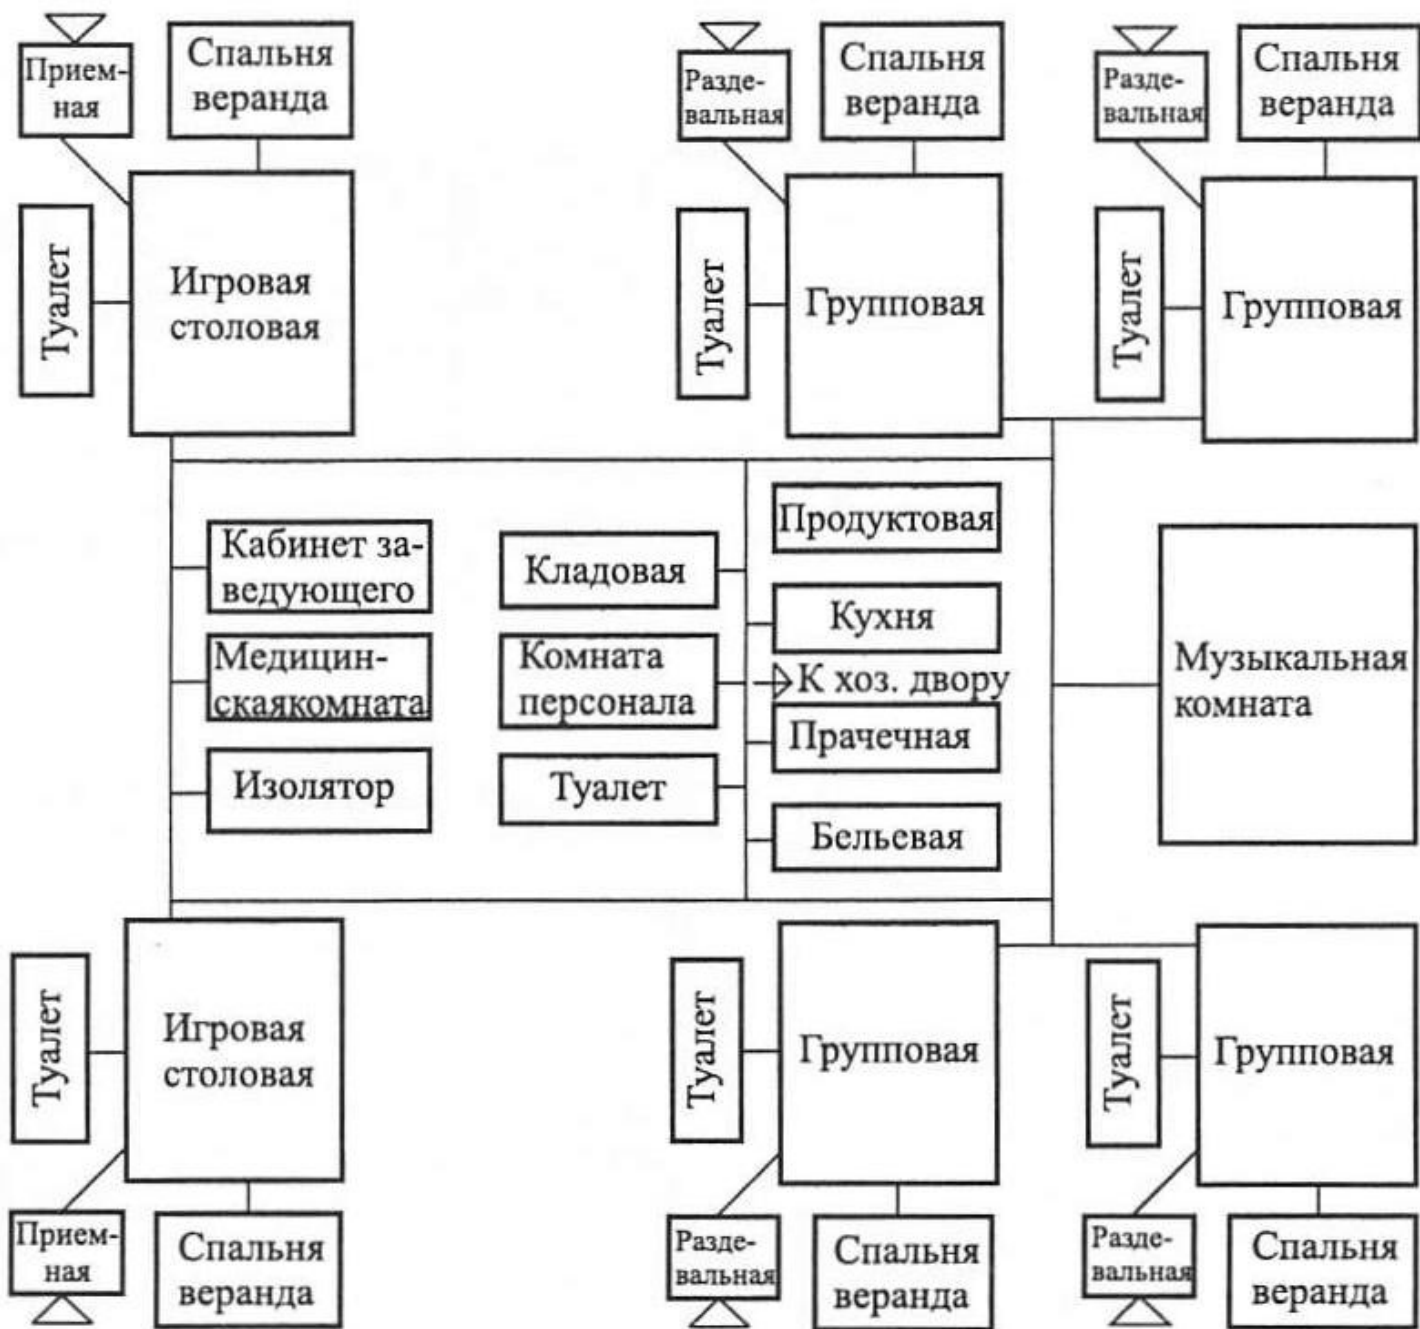 Прием-
ная
Спальня
веранда
Разде-
вальная
Спальня
веранда
Разде-
вальная
Спальня
веранда
Туалет
Игровая
столовая
Туалет
Групповая
Туалет
Групповая
Кабинет за-
ведующего
Медицин-
скаякомната
Изолятор
Кладовая
Комната
персонала
Туалет
Продуктовая
Кухня
К хоз. двору
Прачечная
Бельевая
Музыкальная
комната
Туалет
Игровая
столовая
Туалет
Групповая
Туалет
Групповая
Прием-
ная
Спальня
веранда
Разде-
вальная
Спальня
веранда
Разде-
вальная
Спальня
веранда